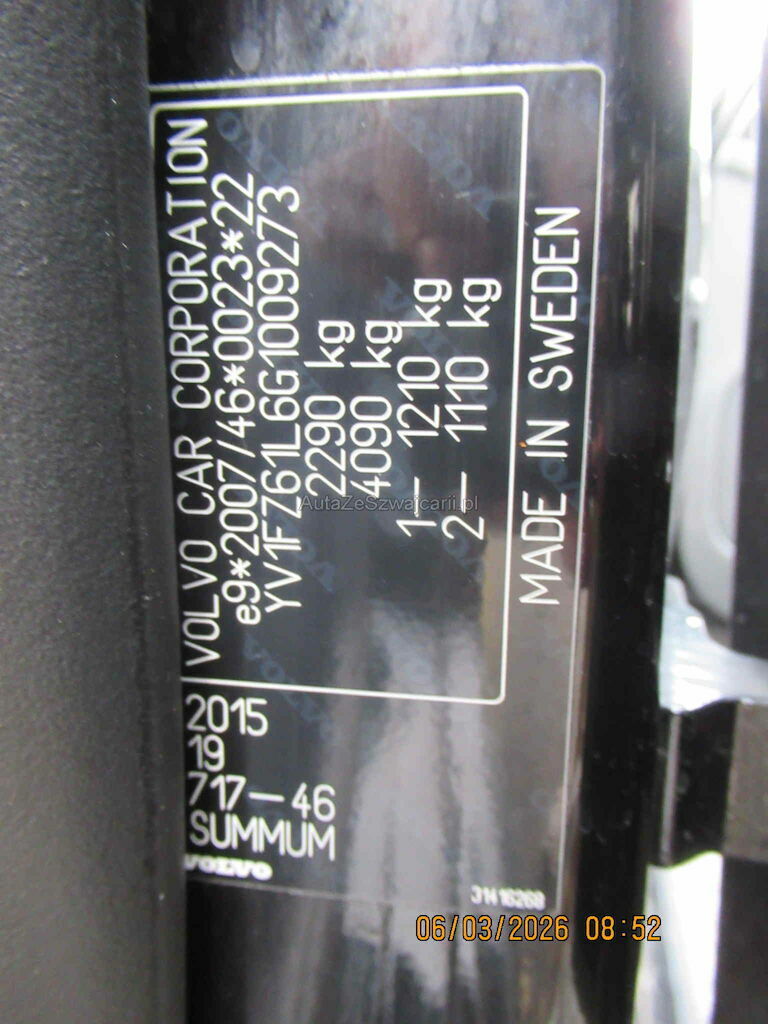 VOLVO CAR CORPORATION
e9*2007/46*0023*22
YV1FZ61L6G1009273
2290 kg
4090 kg
1– 1210 kg
2– 1110 kg
MADE IN SWEDEN
2015
19
717–46
SUMMUM
VOLVO
31416268
AutaZeSzwajcarii.pl
06/03/2026 08:52